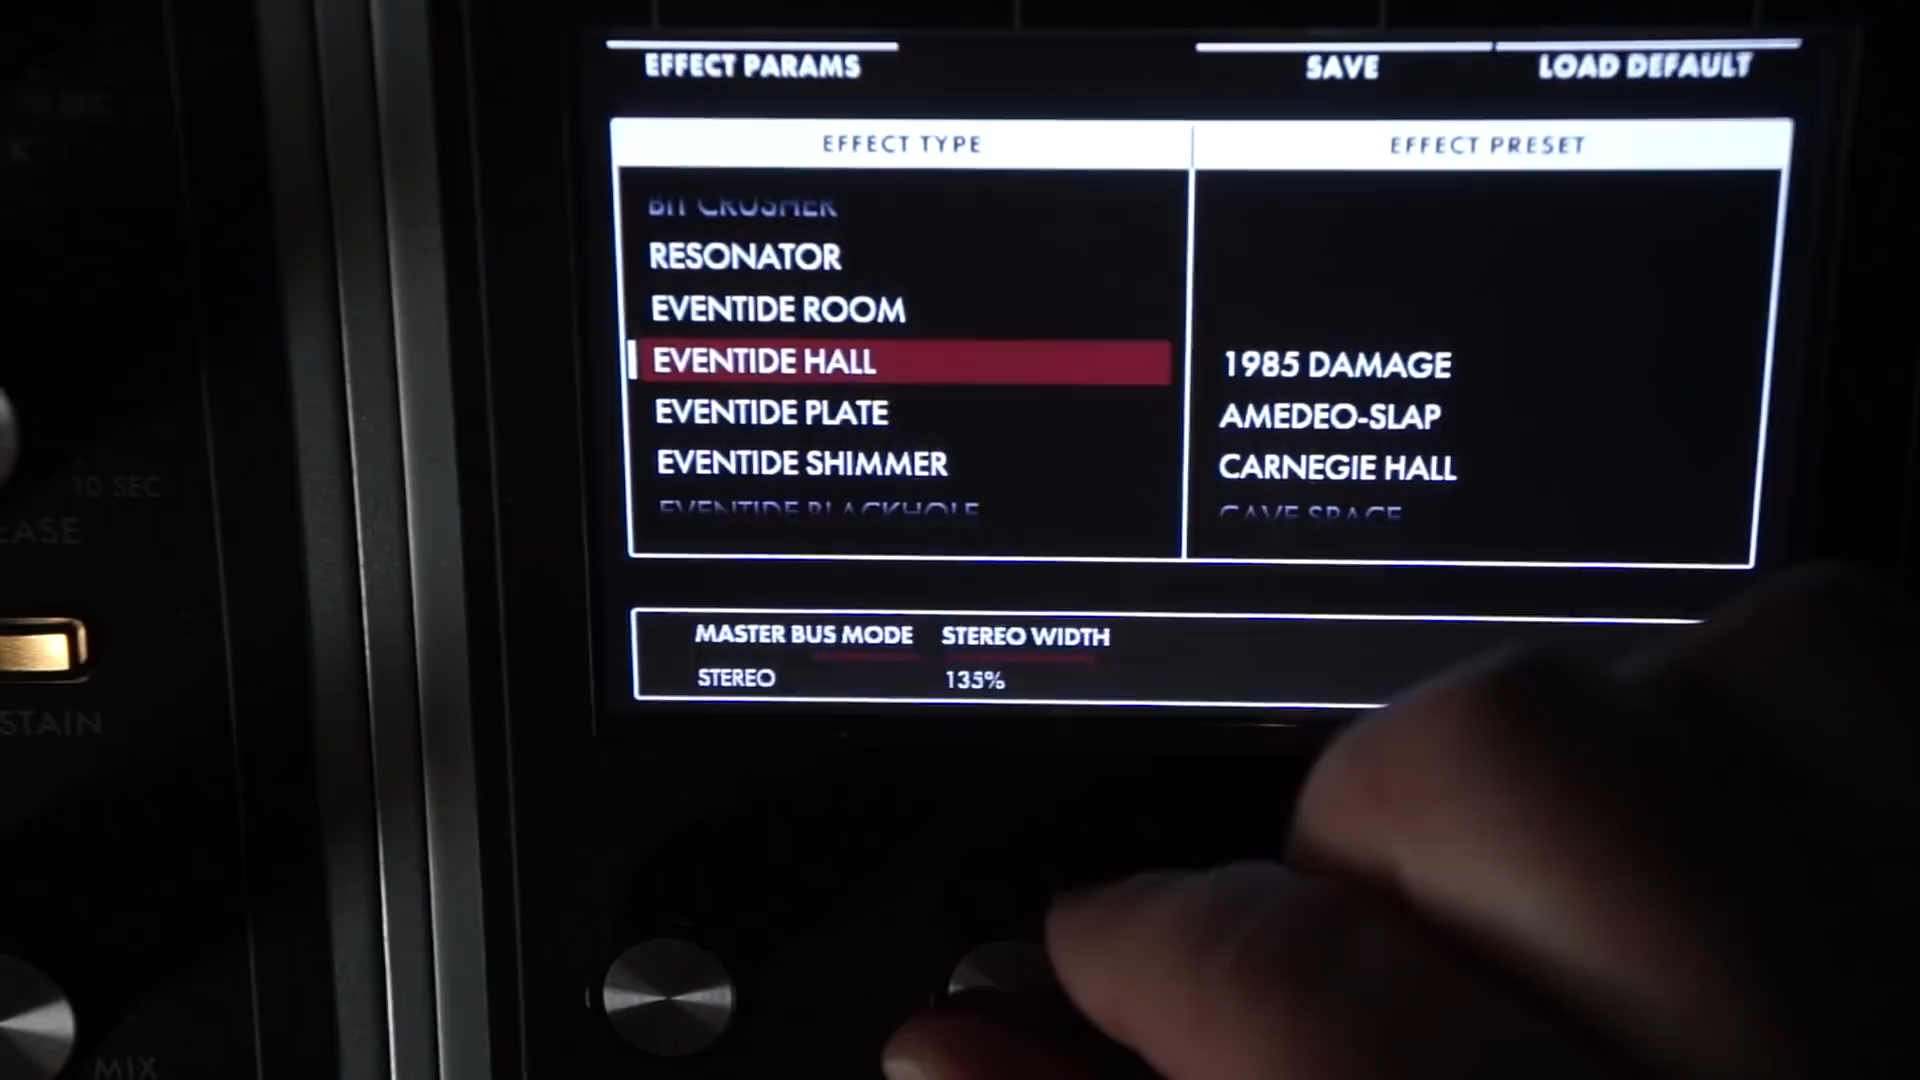 EFFECT PARAMS
SAVE
LOAD DEFAULT
EFFECT TYPE
EFFECT PRESET
BIT CRUSHER
RESONATOR
EVENTIDE ROOM
EVENTIDE HALL
EVENTIDE PLATE
EVENTIDE SHIMMER
EVENTIDE BLACKHOLE
1985 DAMAGE
AMEDEO-SLAP
CARNEGIE HALL
CAVE SPACE
MASTER BUS MODE
STEREO WIDTH
STEREO
135%
10 SEC
EASE
STAIN
MIX